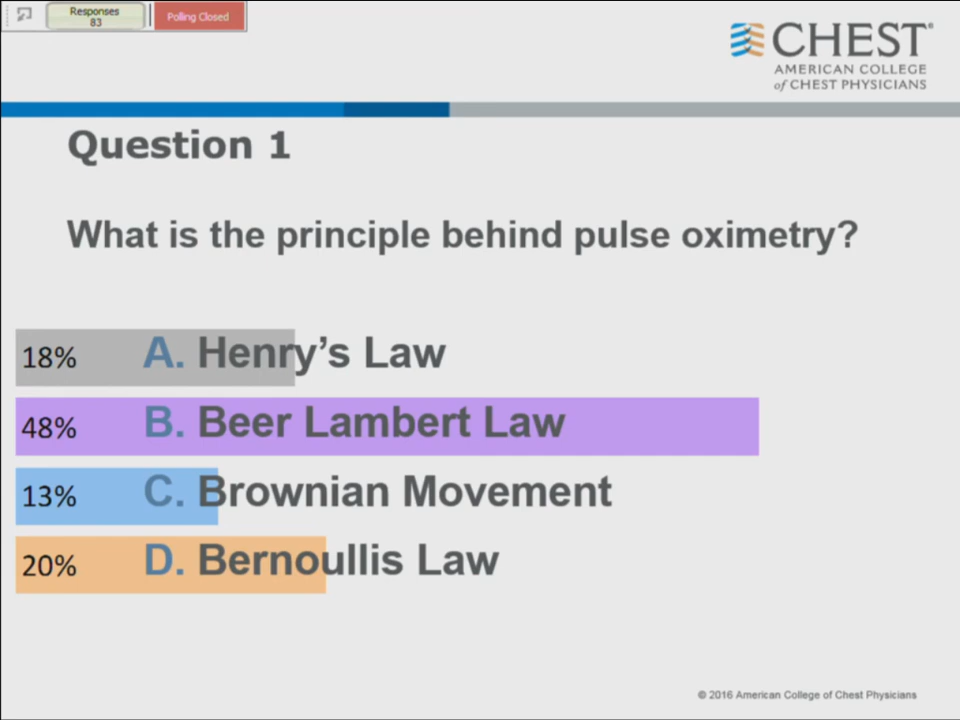 Responses
83
Polling Closed
CHEST®
AMERICAN COLLEGE
of CHEST PHYSICIANS
Question 1
What is the principle behind pulse oximetry?
18% A. Henry’s Law
48% B. Beer Lambert Law
13% C. Brownian Movement
20% D. Bernoullis Law
© 2016 American College of Chest Physicians